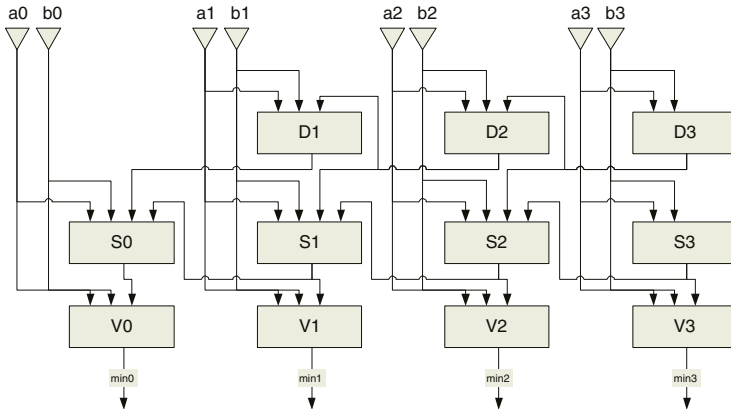 a0 b0 a1 b1 a2 b2 a3 b3
D1 D2 D3
S0 S1 S2 S3
V0 V1 V2 V3
min0 min1 min2 min3